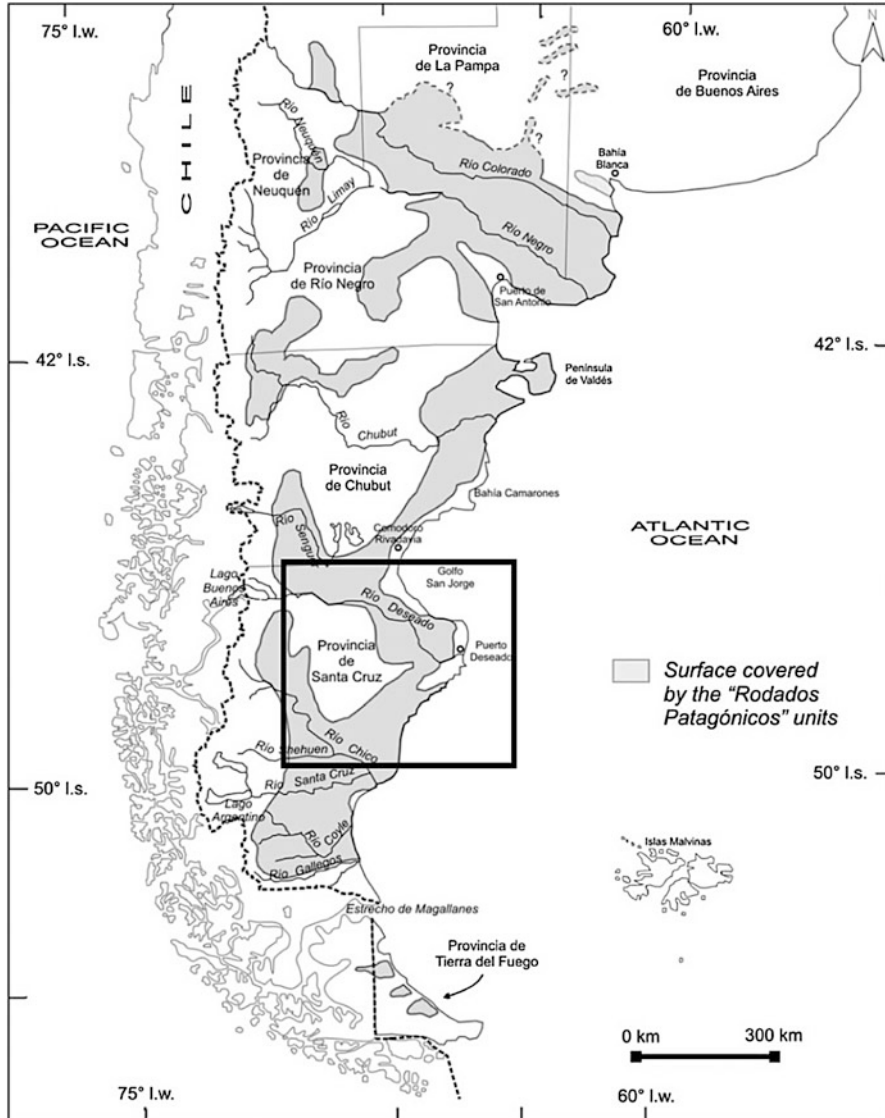 75° l.w.
60° l.w.
N
Provincia
de La Pampa
Provincia
de Buenos Aires
?
?
?
CHILE
Río Neuquén
Bahía
Blanca
Río Colorado
Provincia
de
Neuquén
Río Limay
PACIFIC
OCEAN
Río Negro
Provincia
de Río Negro
Puerto de
San Antonio
42° l.s.
42° l.s.
Península
de Valdés
Río
Chubut
Provincia
de Chubut
Bahía Camarones
Río
Senguer
Comodoro
Rivadavia
ATLANTIC
OCEAN
Golfo
San Jorge
Lago
Buenos
Aires
Río Deseado
Provincia
de
Santa Cruz
Puerto
Deseado
Surface covered
by the “Rodados
Patagónicos” units
Río Chico
Río Shehuen
Río Santa Cruz
50° l.s.
50° l.s.
Lago
Argentino
Río Coyle
Islas Malvinas
Río Gallegos
Estrecho de Magallanes
Provincia de
Tierra del Fuego
0 km
300 km
75° l.w.
60° l.w.